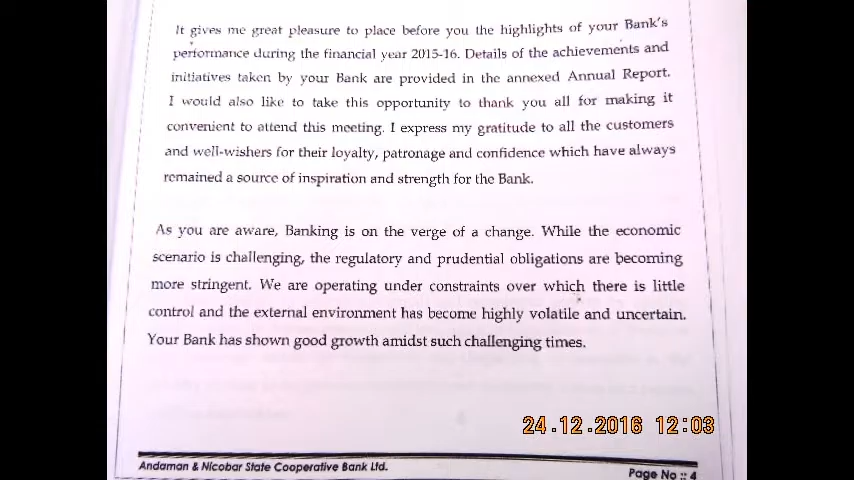 It gives me great pleasure to place before you the highlights of your Bank's
performance during the financial year 2015-16. Details of the achievements and
initiatives taken by your Bank are provided in the annexed Annual Report.
I would also like to take this opportunity to thank you all for making it
convenient to attend this meeting. I express my gratitude to all the customers
and well-wishers for their loyalty, patronage and confidence which have always
remained a source of inspiration and strength for the Bank.
As you are aware, Banking is on the verge of a change. While the economic
scenario is challenging, the regulatory and prudential obligations are becoming
more stringent. We are operating under constraints over which there is little
control and the external environment has become highly volatile and uncertain.
Your Bank has shown good growth amidst such challenging times.
24.12.2016 12:03
Andaman & Nicobar State Cooperative Bank Ltd.
Page No :: 4